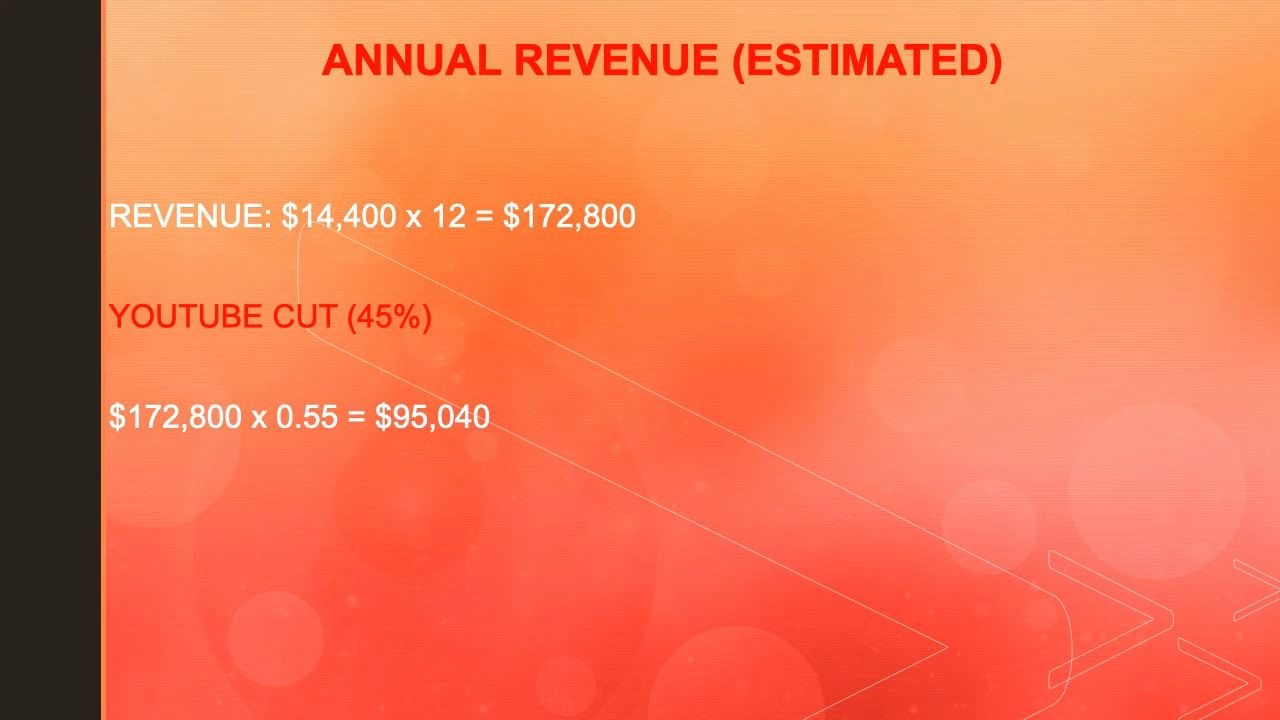 ANNUAL REVENUE (ESTIMATED)
REVENUE: $14,400 x 12 = $172,800
YOUTUBE CUT (45%)
$172,800 x 0.55 = $95,040